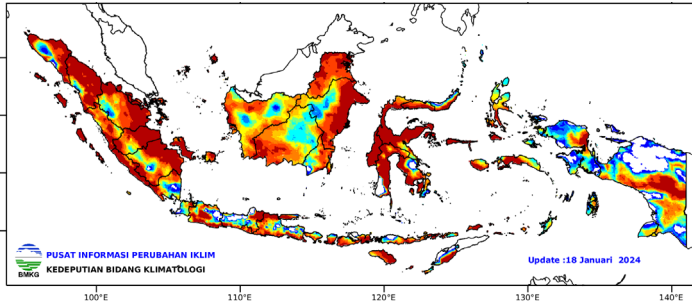 PUSAT INFORMASI PERUBAHAN IKLIM
KEDEPUTIAN BIDANG KLIMATOLOGI
BMKG
Update :18 Januari 2024
100°E
110°E
120°E
130°E
140°E